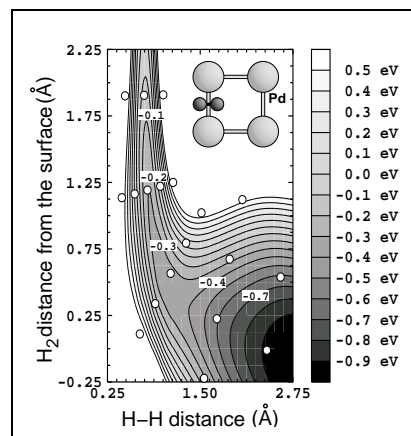 2.25
1.75
1.25
0.75
0.25
-0.25
H2 distance from the surface (Å)
0.25
1.50
2.75
H–H distance (Å)
Pd
-0.1
-0.2
-0.3
-0.4
-0.7
0.5 eV
0.4 eV
0.3 eV
0.2 eV
0.1 eV
0.0 eV
-0.1 eV
-0.2 eV
-0.3 eV
-0.4 eV
-0.5 eV
-0.6 eV
-0.7 eV
-0.8 eV
-0.9 eV